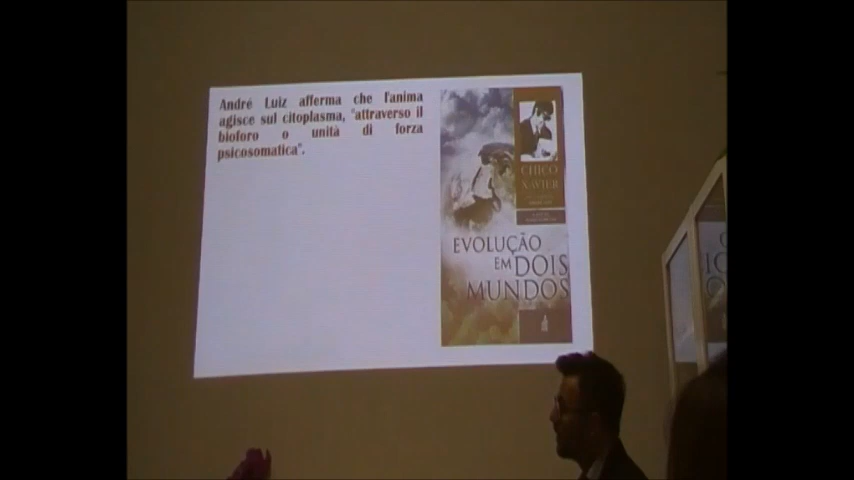 André Luiz afferma che l'anima
agisce sul citoplasma, "attraverso il
bioforo o unità di forza
psicosomatica".
CHICO
XAVIER
EVOLUÇÃO
EM DOIS
MUNDOS